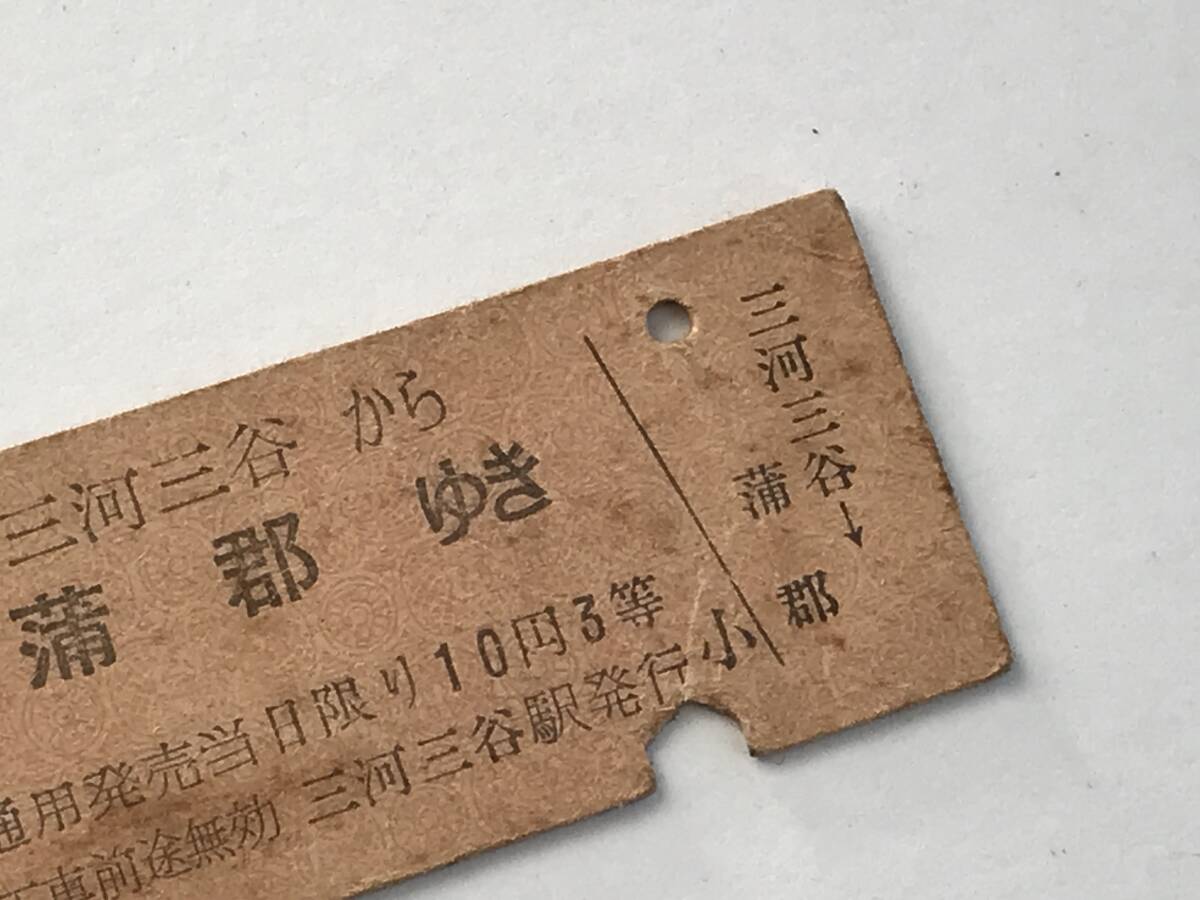 三河三谷から
蒲郡ゆき
通用発売当日限り10円3等
下車前途無効 三河三谷駅発行
小
三河三谷→
蒲郡